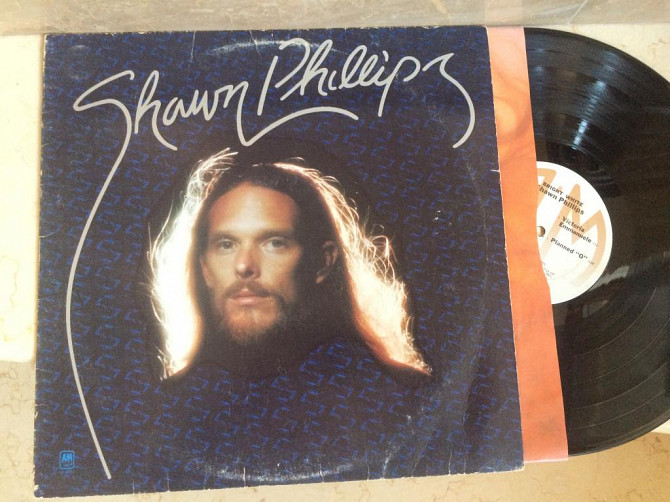 Shawn Phillips
A&M
BRIGHT WHITE
Shawn Phillips
Victoria
Emmanuele
Planned "O"